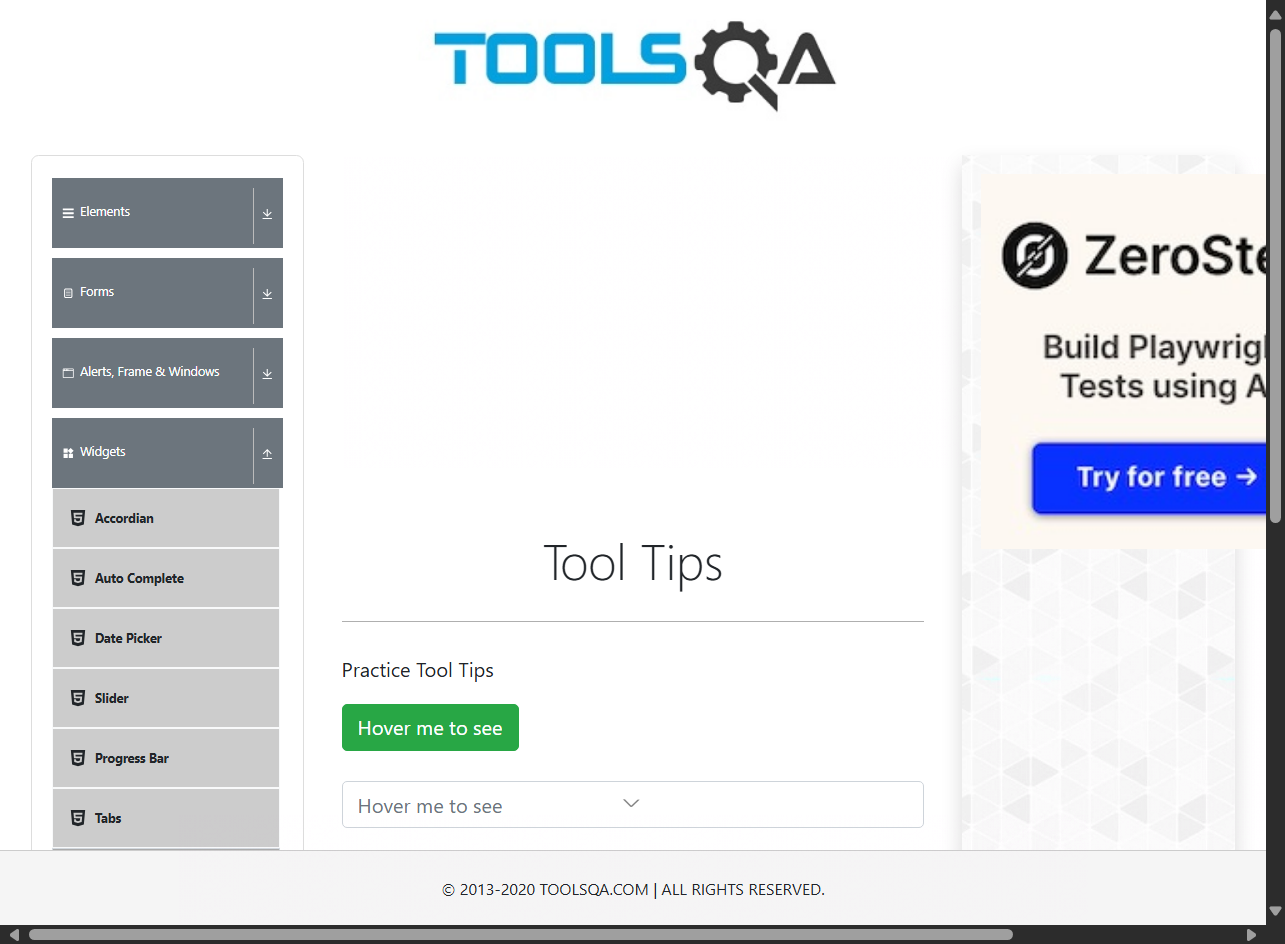 TOOLSQA
Elements
Forms
Alerts, Frame & Windows
Widgets
Accordian
Auto Complete
Date Picker
Slider
Progress Bar
Tabs
Tool Tips
Practice Tool Tips
Hover me to see
Hover me to see
ZeroSte
Build Playwrig
Tests using A
Try for free →
© 2013-2020 TOOLSQA.COM | ALL RIGHTS RESERVED.